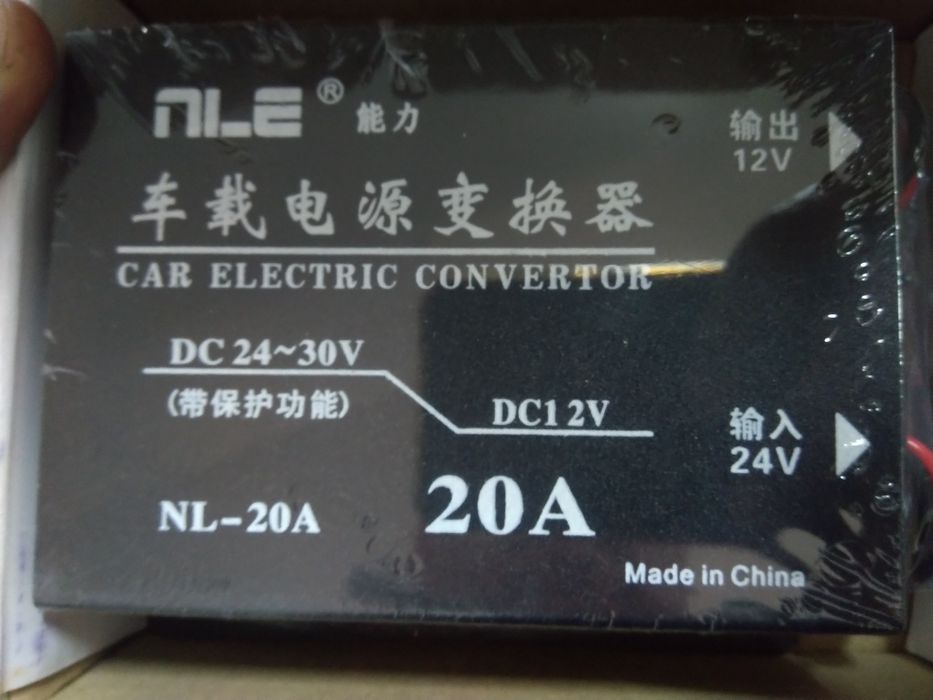 NLE® 能力
车载电源变换器
CAR ELECTRIC CONVERTOR
输出
12V
DC 24~30V
(带保护功能)
DC12V
输入
24V
NL-20A
20A
Made in China